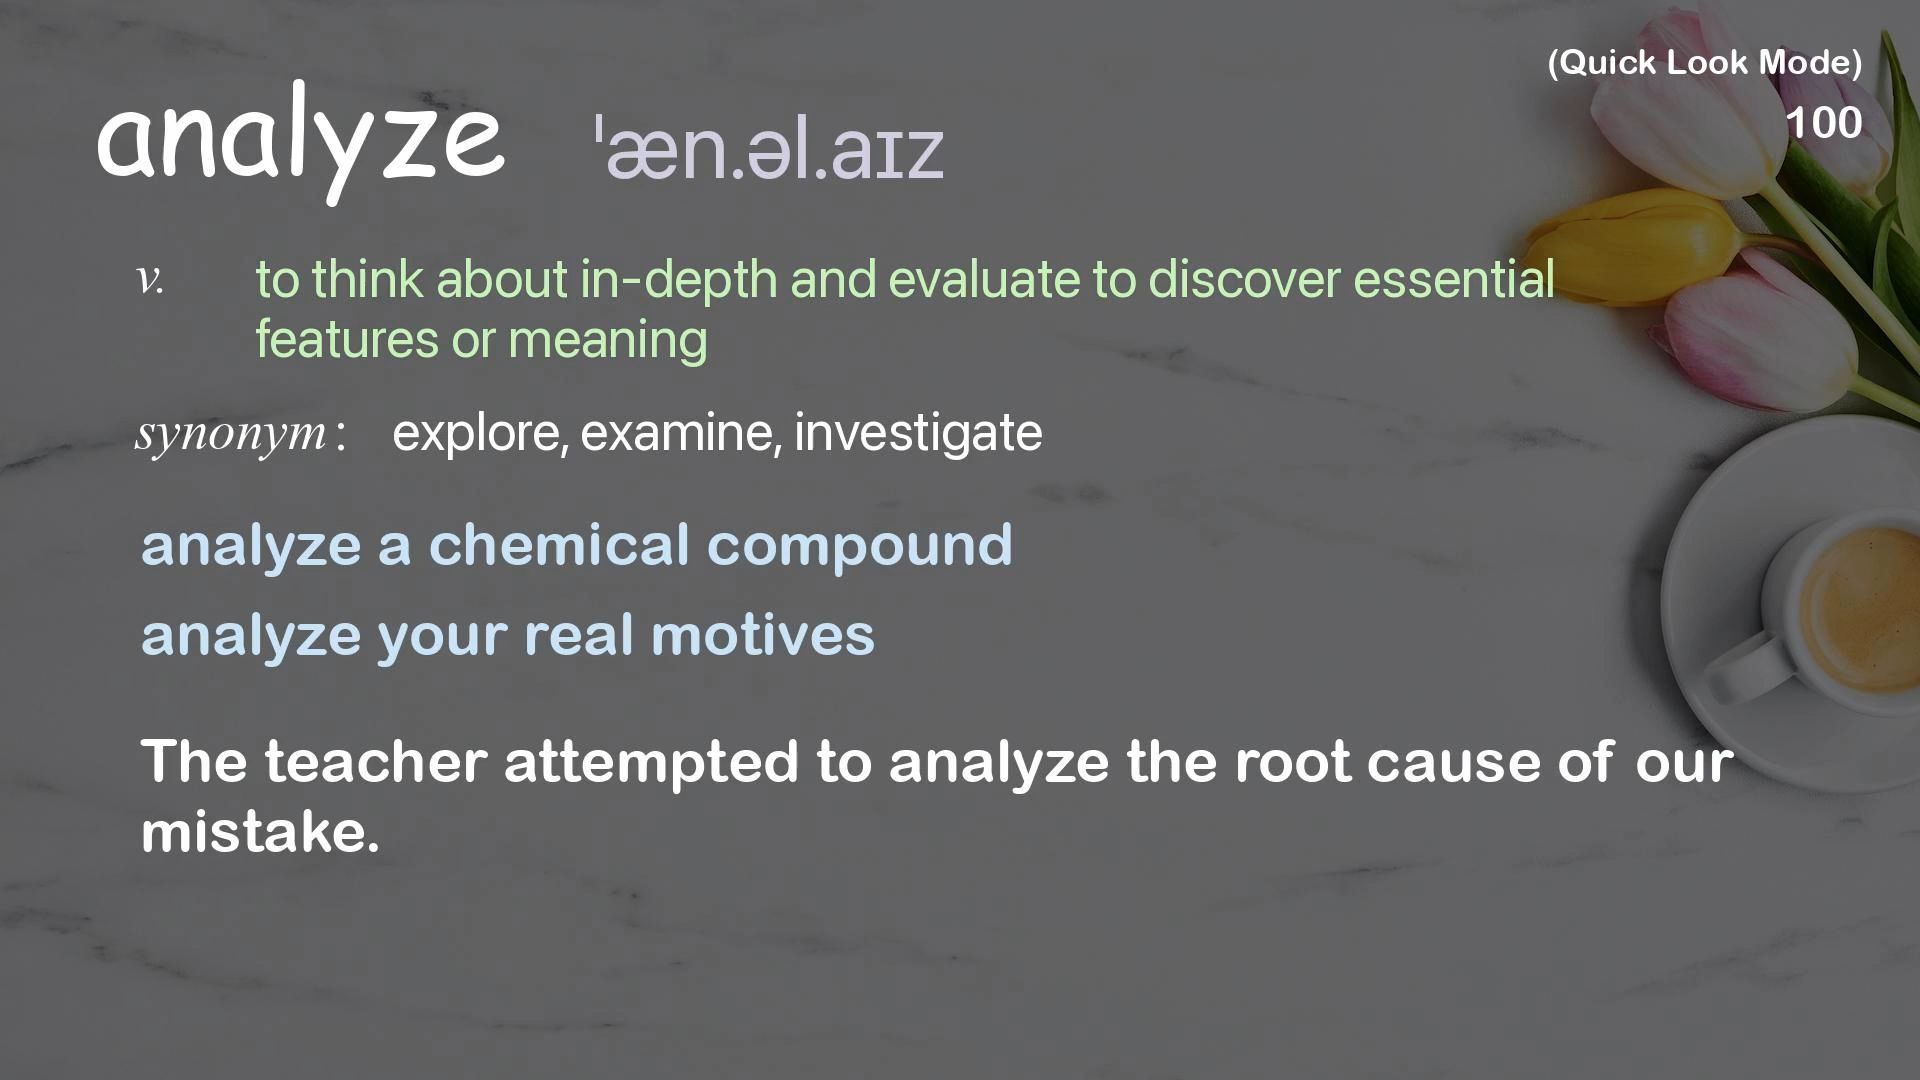 (Quick Look Mode)
100
analyze ˈæn.əl.aɪz
v. to think about in-depth and evaluate to discover essential
features or meaning
synonym: explore, examine, investigate
analyze a chemical compound
analyze your real motives
The teacher attempted to analyze the root cause of our
mistake.